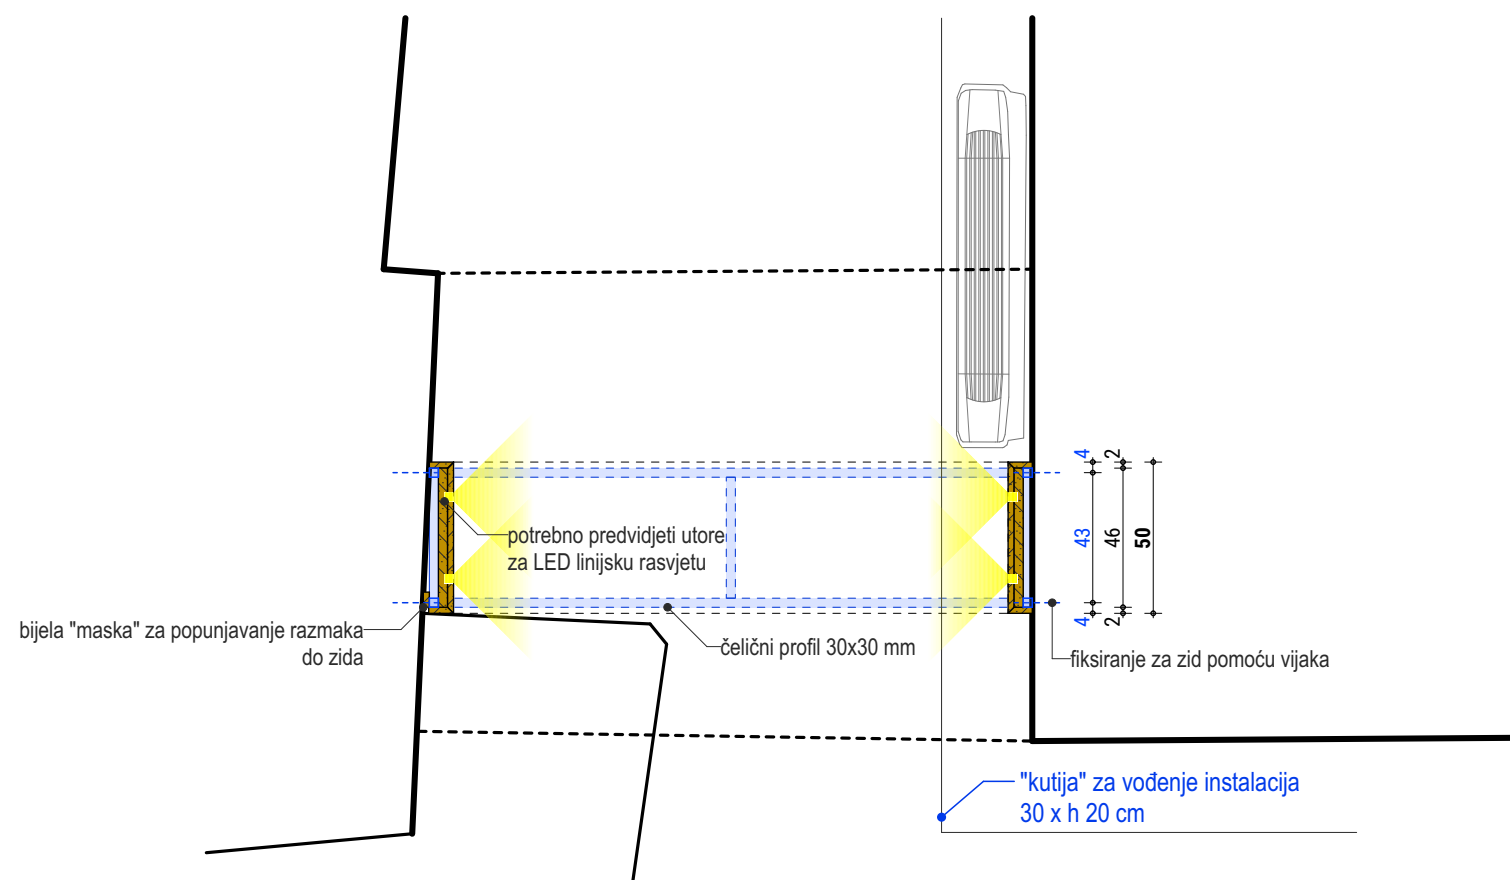 4
2
43
46
50
4
2
potrebno predvidjeti utore
za LED linijsku rasvjetu
bijela "maska" za popunjavanje razmaka
do zida
čelični profil 30x30 mm
fiksiranje za zid pomoću vijaka
"kutija" za vođenje instalacija
30 x h 20 cm